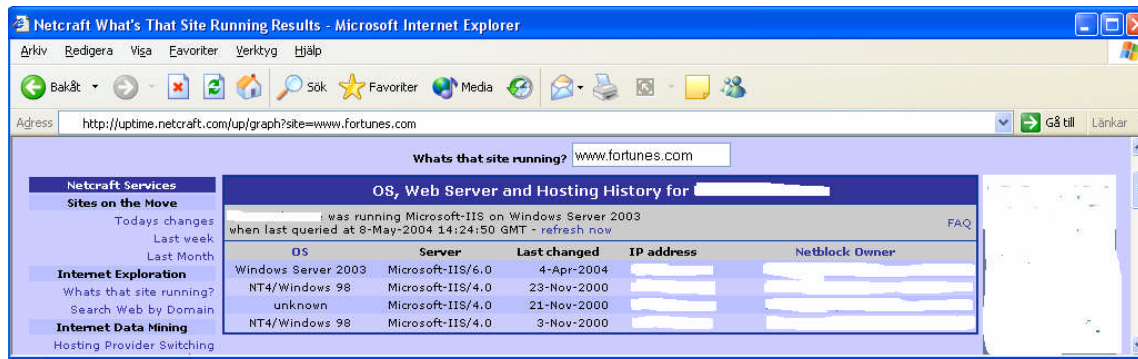 Netcraft What's That Site Running Results - Microsoft Internet Explorer
Arkiv Redigera Visa Favoriter Verktyg Hjälp
Bakåt Sök Favoriter Media
Adress http://uptime.netcraft.com/up/graph?site=www.fortunes.com Gå till Länkar
Whats that site running? www.fortunes.com
Netcraft Services
Sites on the Move
Todays changes
Last week
Last Month
Internet Exploration
Whats that site running?
Search Web by Domain
Internet Data Mining
Hosting Provider Switching
OS, Web Server and Hosting History for
was running Microsoft-IIS on Windows Server 2003
when last queried at 8-May-2004 14:24:50 GMT - refresh now FAQ
OS Server Last changed IP address Netblock Owner
Windows Server 2003 Microsoft-IIS/6.0 4-Apr-2004
NT4/Windows 98 Microsoft-IIS/4.0 23-Nov-2000
unknown Microsoft-IIS/4.0 21-Nov-2000
NT4/Windows 98 Microsoft-IIS/4.0 3-Nov-2000